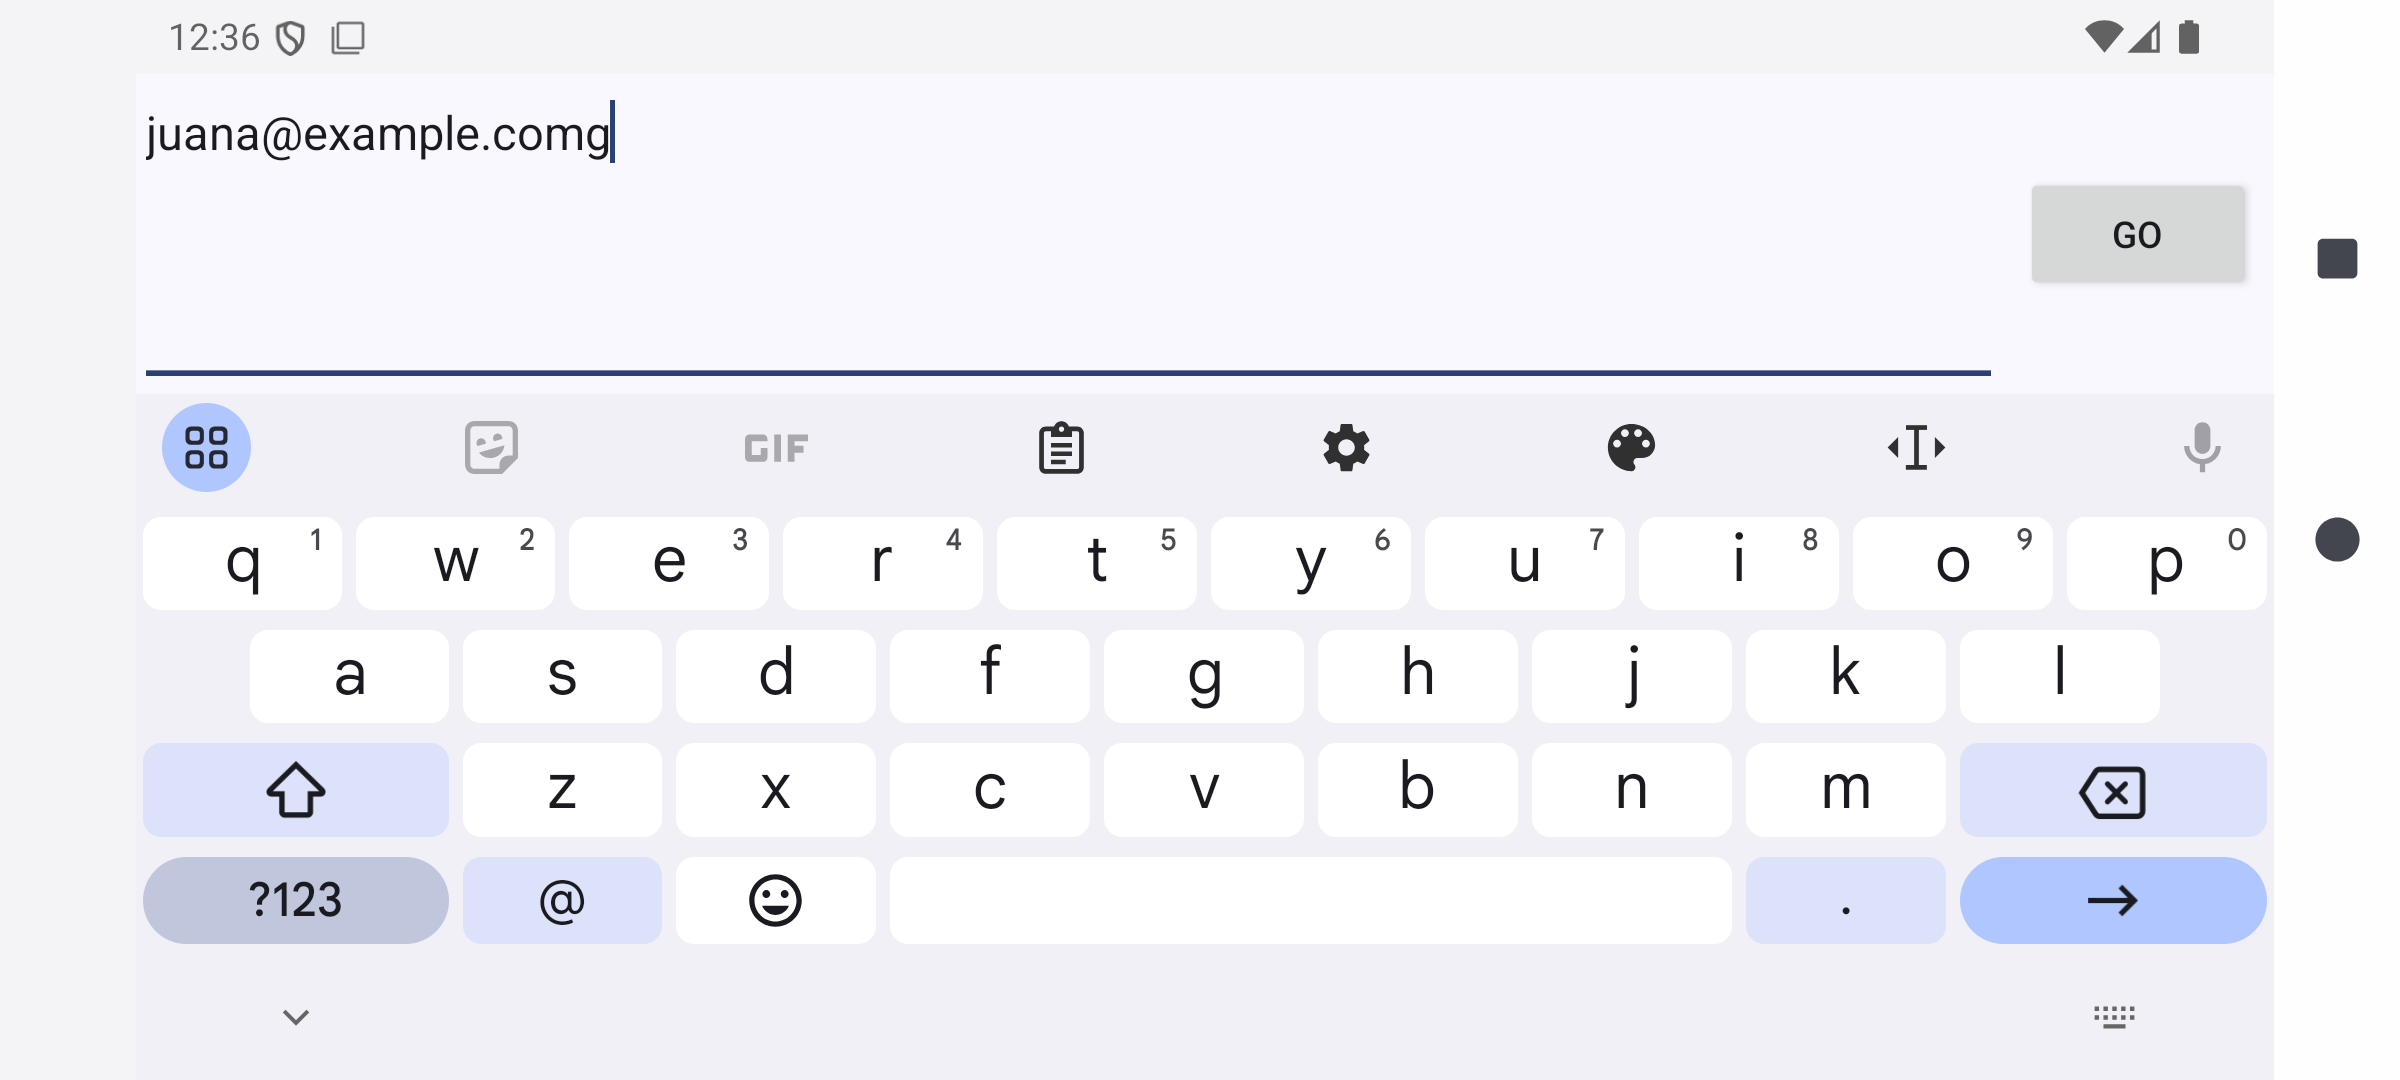 12:36
juana@example.comg
GO
GIF
q 1 w 2 e 3 r 4 t 5 y 6 u 7 i 8 o 9 p 0
a s d f g h j k l
z x c v b n m
?123 @ .